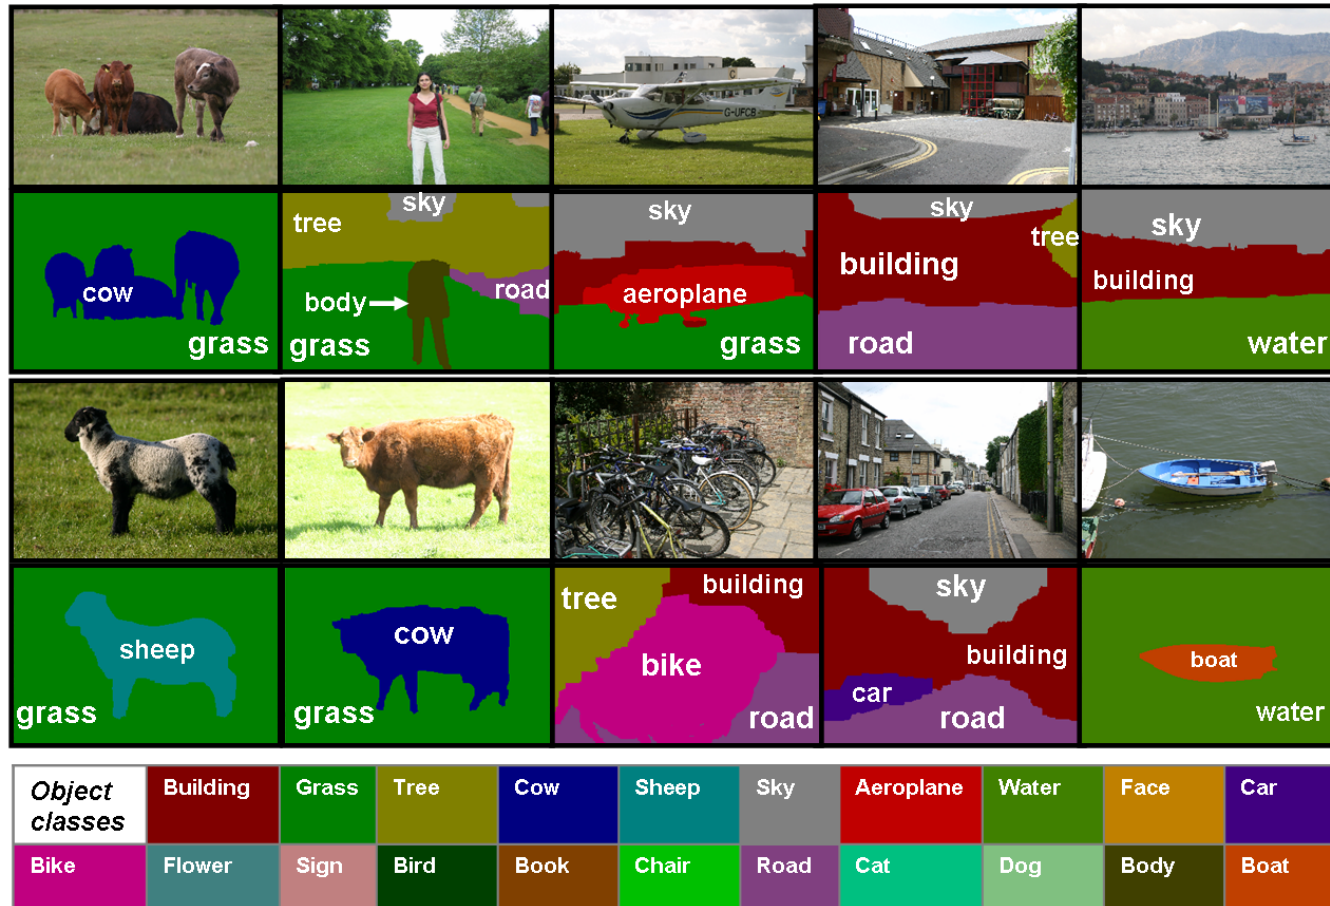 G-UFCB
sky
tree
body
road
grass
cow
grass
sky
aeroplane
grass
sky
tree
building
road
sky
building
water
sheep
grass
cow
grass
tree
building
bike
road
sky
building
car
road
boat
water
Object classes
Building
Grass
Tree
Cow
Sheep
Sky
Aeroplane
Water
Face
Car
Bike
Flower
Sign
Bird
Book
Chair
Road
Cat
Dog
Body
Boat